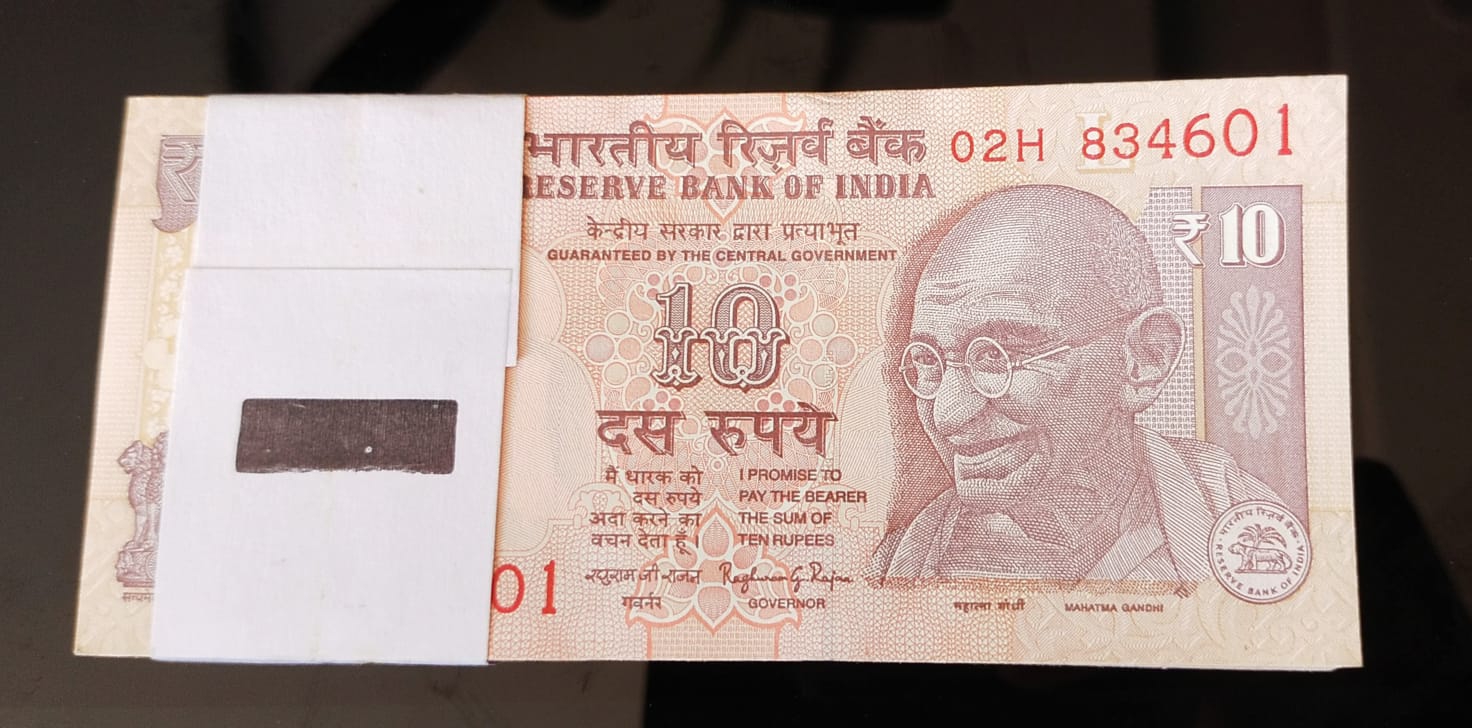 भारतीय रिज़र्व बैंक 02H 834601
RESERVE BANK OF INDIA
केन्द्रीय सरकार द्वारा प्रत्याभूत
GUARANTEED BY THE CENTRAL GOVERNMENT
₹ 10
10
दस रुपये
मैं धारक को
दस रुपये
अदा करने का
वचन देता हूँ।
I PROMISE TO
PAY THE BEARER
THE SUM OF
TEN RUPEES
01
रघुराम जी राजन Raghuram G. Rajan
गवर्नर GOVERNOR
महात्मा गांधी MAHATMA GANDHI
भारतीय रिज़र्व बैंक
RESERVE BANK OF INDIA
₹
L